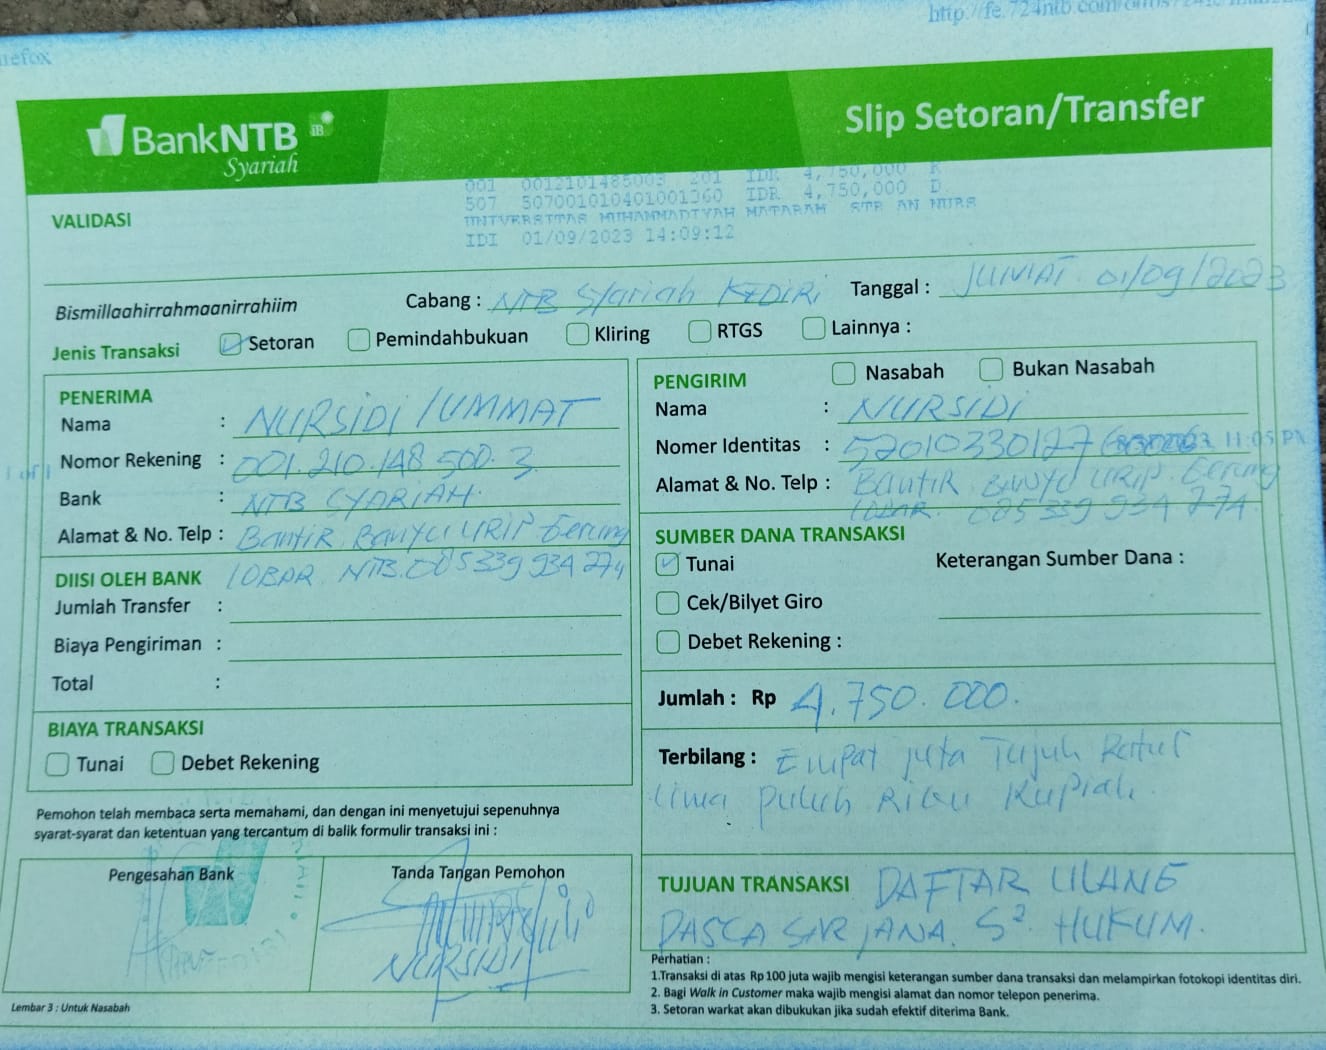 BankNTB iB
Syariah
Slip Setoran/Transfer
VALIDASI
001 0012101485003 201 IDR 4,750,000 K
507 507001010401001360 IDR 4,750,000 D
UNIVERSITAS MUHAMMADIYAH MATARAM STR AN NURS
IDI 01/09/2023 14:09:12
Bismillaahirrahmaanirrahiim
Cabang : NTB Syariah KEDIRI
Tanggal : JUMAT 01/09/2023
Jenis Transaksi Setoran Pemindahbukuan Kliring RTGS Lainnya :
PENERIMA
Nama : NURSIDI / UMMAT
Nomor Rekening : 001.210.148 500.3
Bank : NTB SYARIAH
Alamat & No. Telp : Bantir Banyu URIP Gerung
LOBAR NTB. 085339 934 274
DIISI OLEH BANK
Jumlah Transfer :
Biaya Pengiriman :
Total :
BIAYA TRANSAKSI
Tunai Debet Rekening
Pemohon telah membaca serta memahami, dan dengan ini menyetujui sepenuhnya
syarat-syarat dan ketentuan yang tercantum di balik formulir transaksi ini :
Pengesahan Bank
Tanda Tangan Pemohon
NURSIDI
Lembar 3 : Untuk Nasabah
PENGIRIM Nasabah Bukan Nasabah
Nama : NURSIDI
Nomer Identitas : 11:05 PM
Alamat & No. Telp : Bantir Banyu URIP Gerung
LOBAR. 085 339 934 274
SUMBER DANA TRANSAKSI
Tunai Keterangan Sumber Dana :
Cek/Bilyet Giro
Debet Rekening :
Jumlah : Rp 4.750.000.
Terbilang : Empat juta Tujuh Ratus
Lima Puluh Ribu Rupiah.
TUJUAN TRANSAKSI DAFTAR ULANG
PASCA SARJANA. S2. HUKUM.
Perhatian :
1.Transaksi di atas Rp100 juta wajib mengisi keterangan sumber dana transaksi dan melampirkan fotokopi identitas diri.
2. Bagi Walk in Customer maka wajib mengisi alamat dan nomor telepon penerima.
3. Setoran warkat akan dibukukan jika sudah efektif diterima Bank.
1 of 1